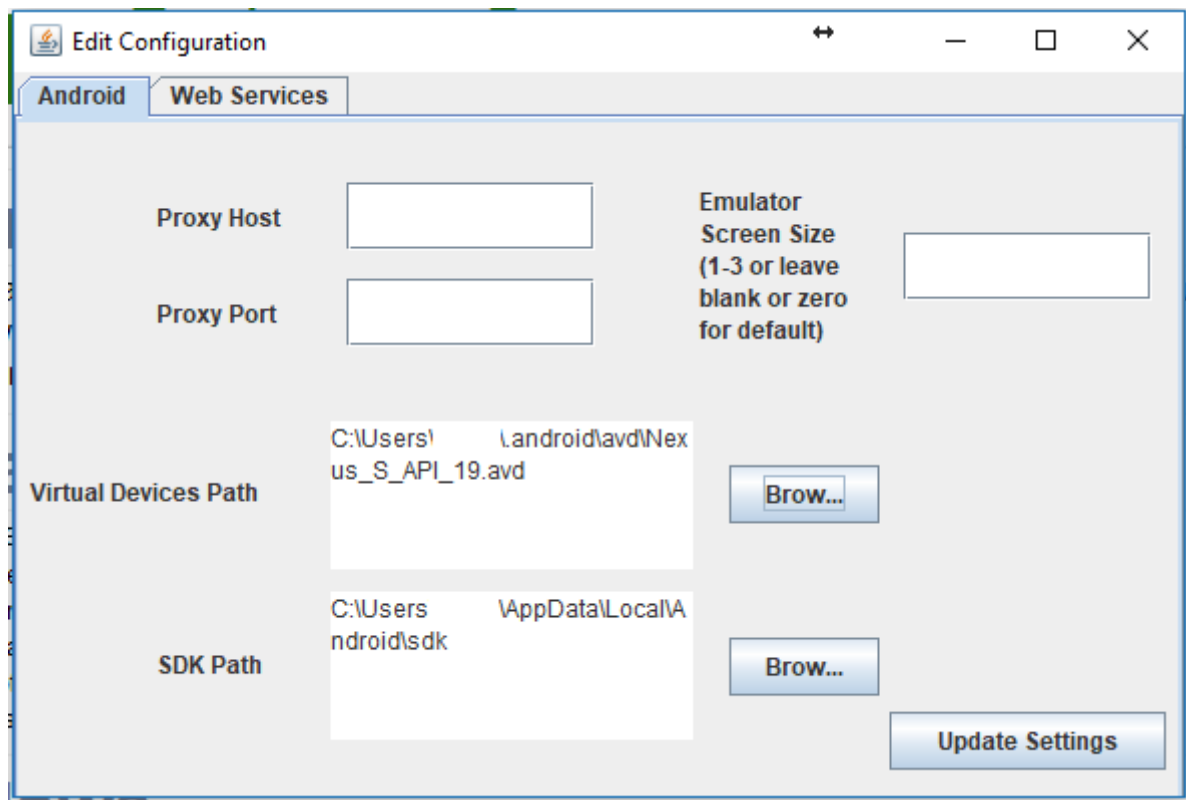 Edit Configuration
Android
Web Services
Proxy Host
Proxy Port
Emulator
Screen Size
(1-3 or leave
blank or zero
for default)
Virtual Devices Path
C:\Users\ \.android\avd\Nex
us_S_API_19.avd
Brow...
SDK Path
C:\Users \AppData\Local\A
ndroid\sdk
Brow...
Update Settings